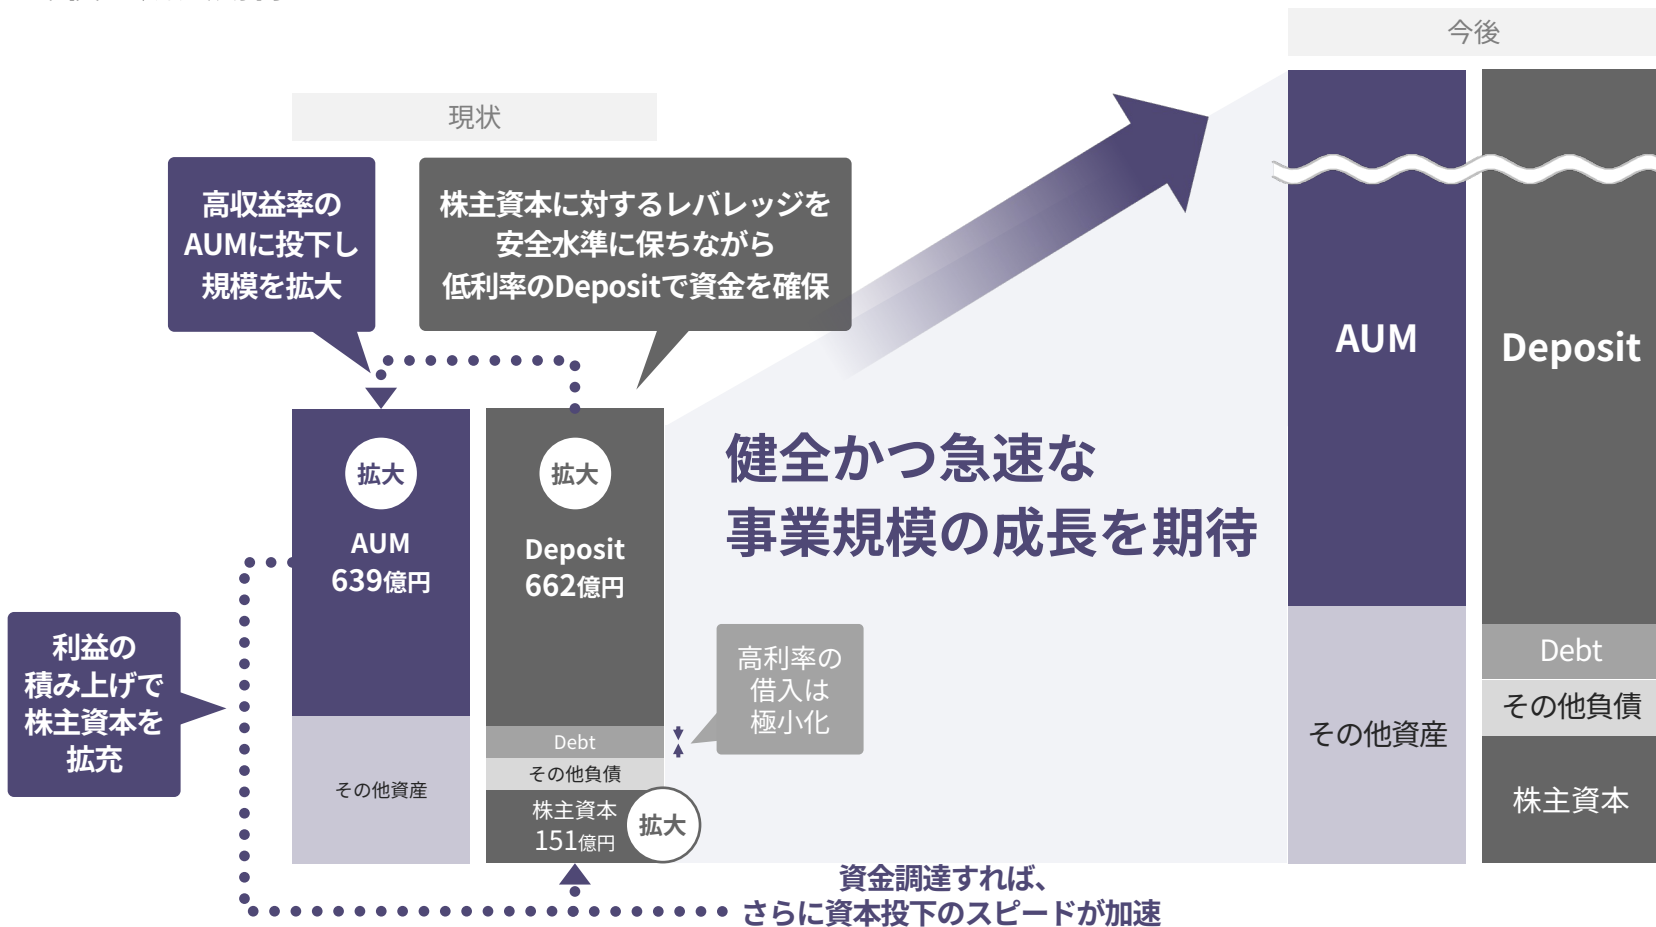 今後
現状
高収益率の
AUMに投下し
規模を拡大
株主資本に対するレバレッジを
安全水準に保ちながら
低利率のDepositで資金を確保
拡大
AUM
639億円
その他資産
拡大
Deposit
662億円
Debt
その他負債
株主資本
151億円
拡大
利益の
積み上げで
株主資本を
拡充
高利率の
借入は
極小化
健全かつ急速な
事業規模の成長を期待
資金調達すれば、
さらに資本投下のスピードが加速
AUM
その他資産
Deposit
Debt
その他負債
株主資本